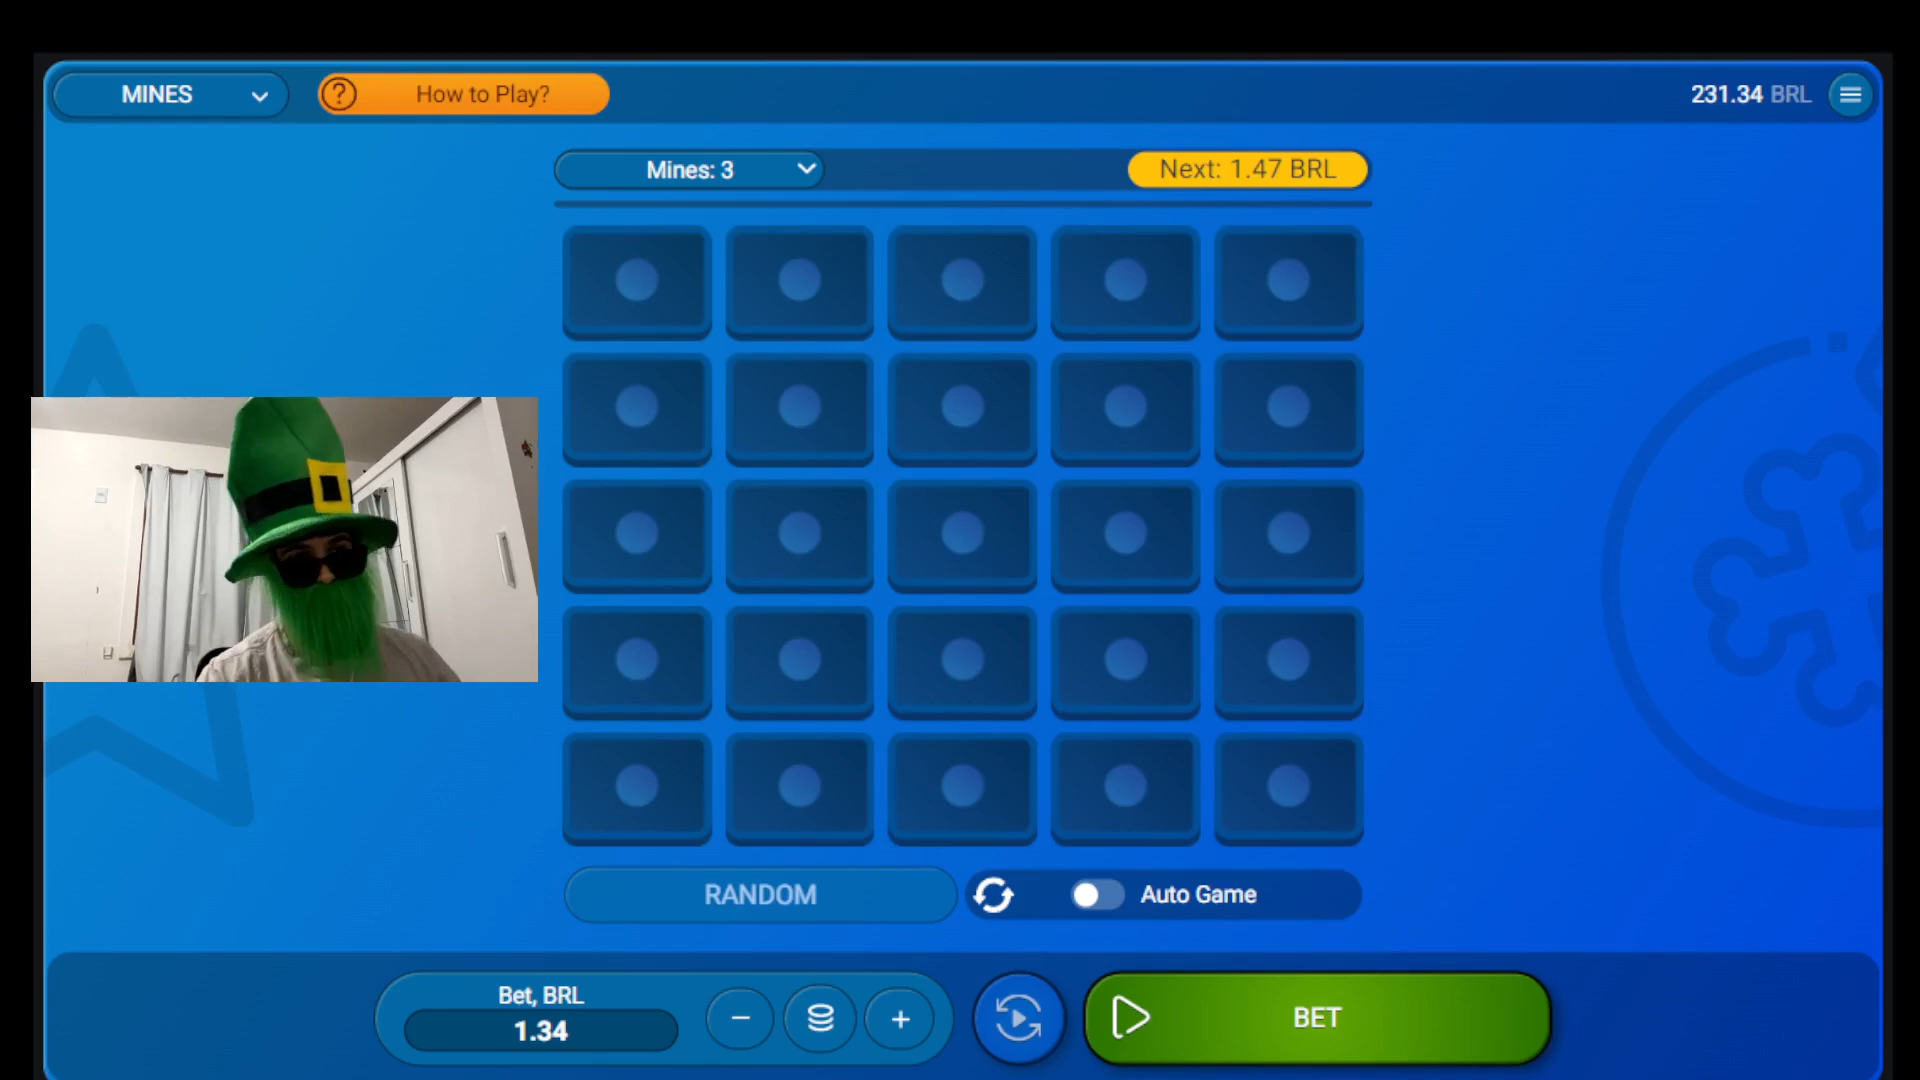 MINES
? How to Play?
231.34 BRL
Mines: 3
Next: 1.47 BRL
RANDOM
Auto Game
Bet, BRL
1.34
BET